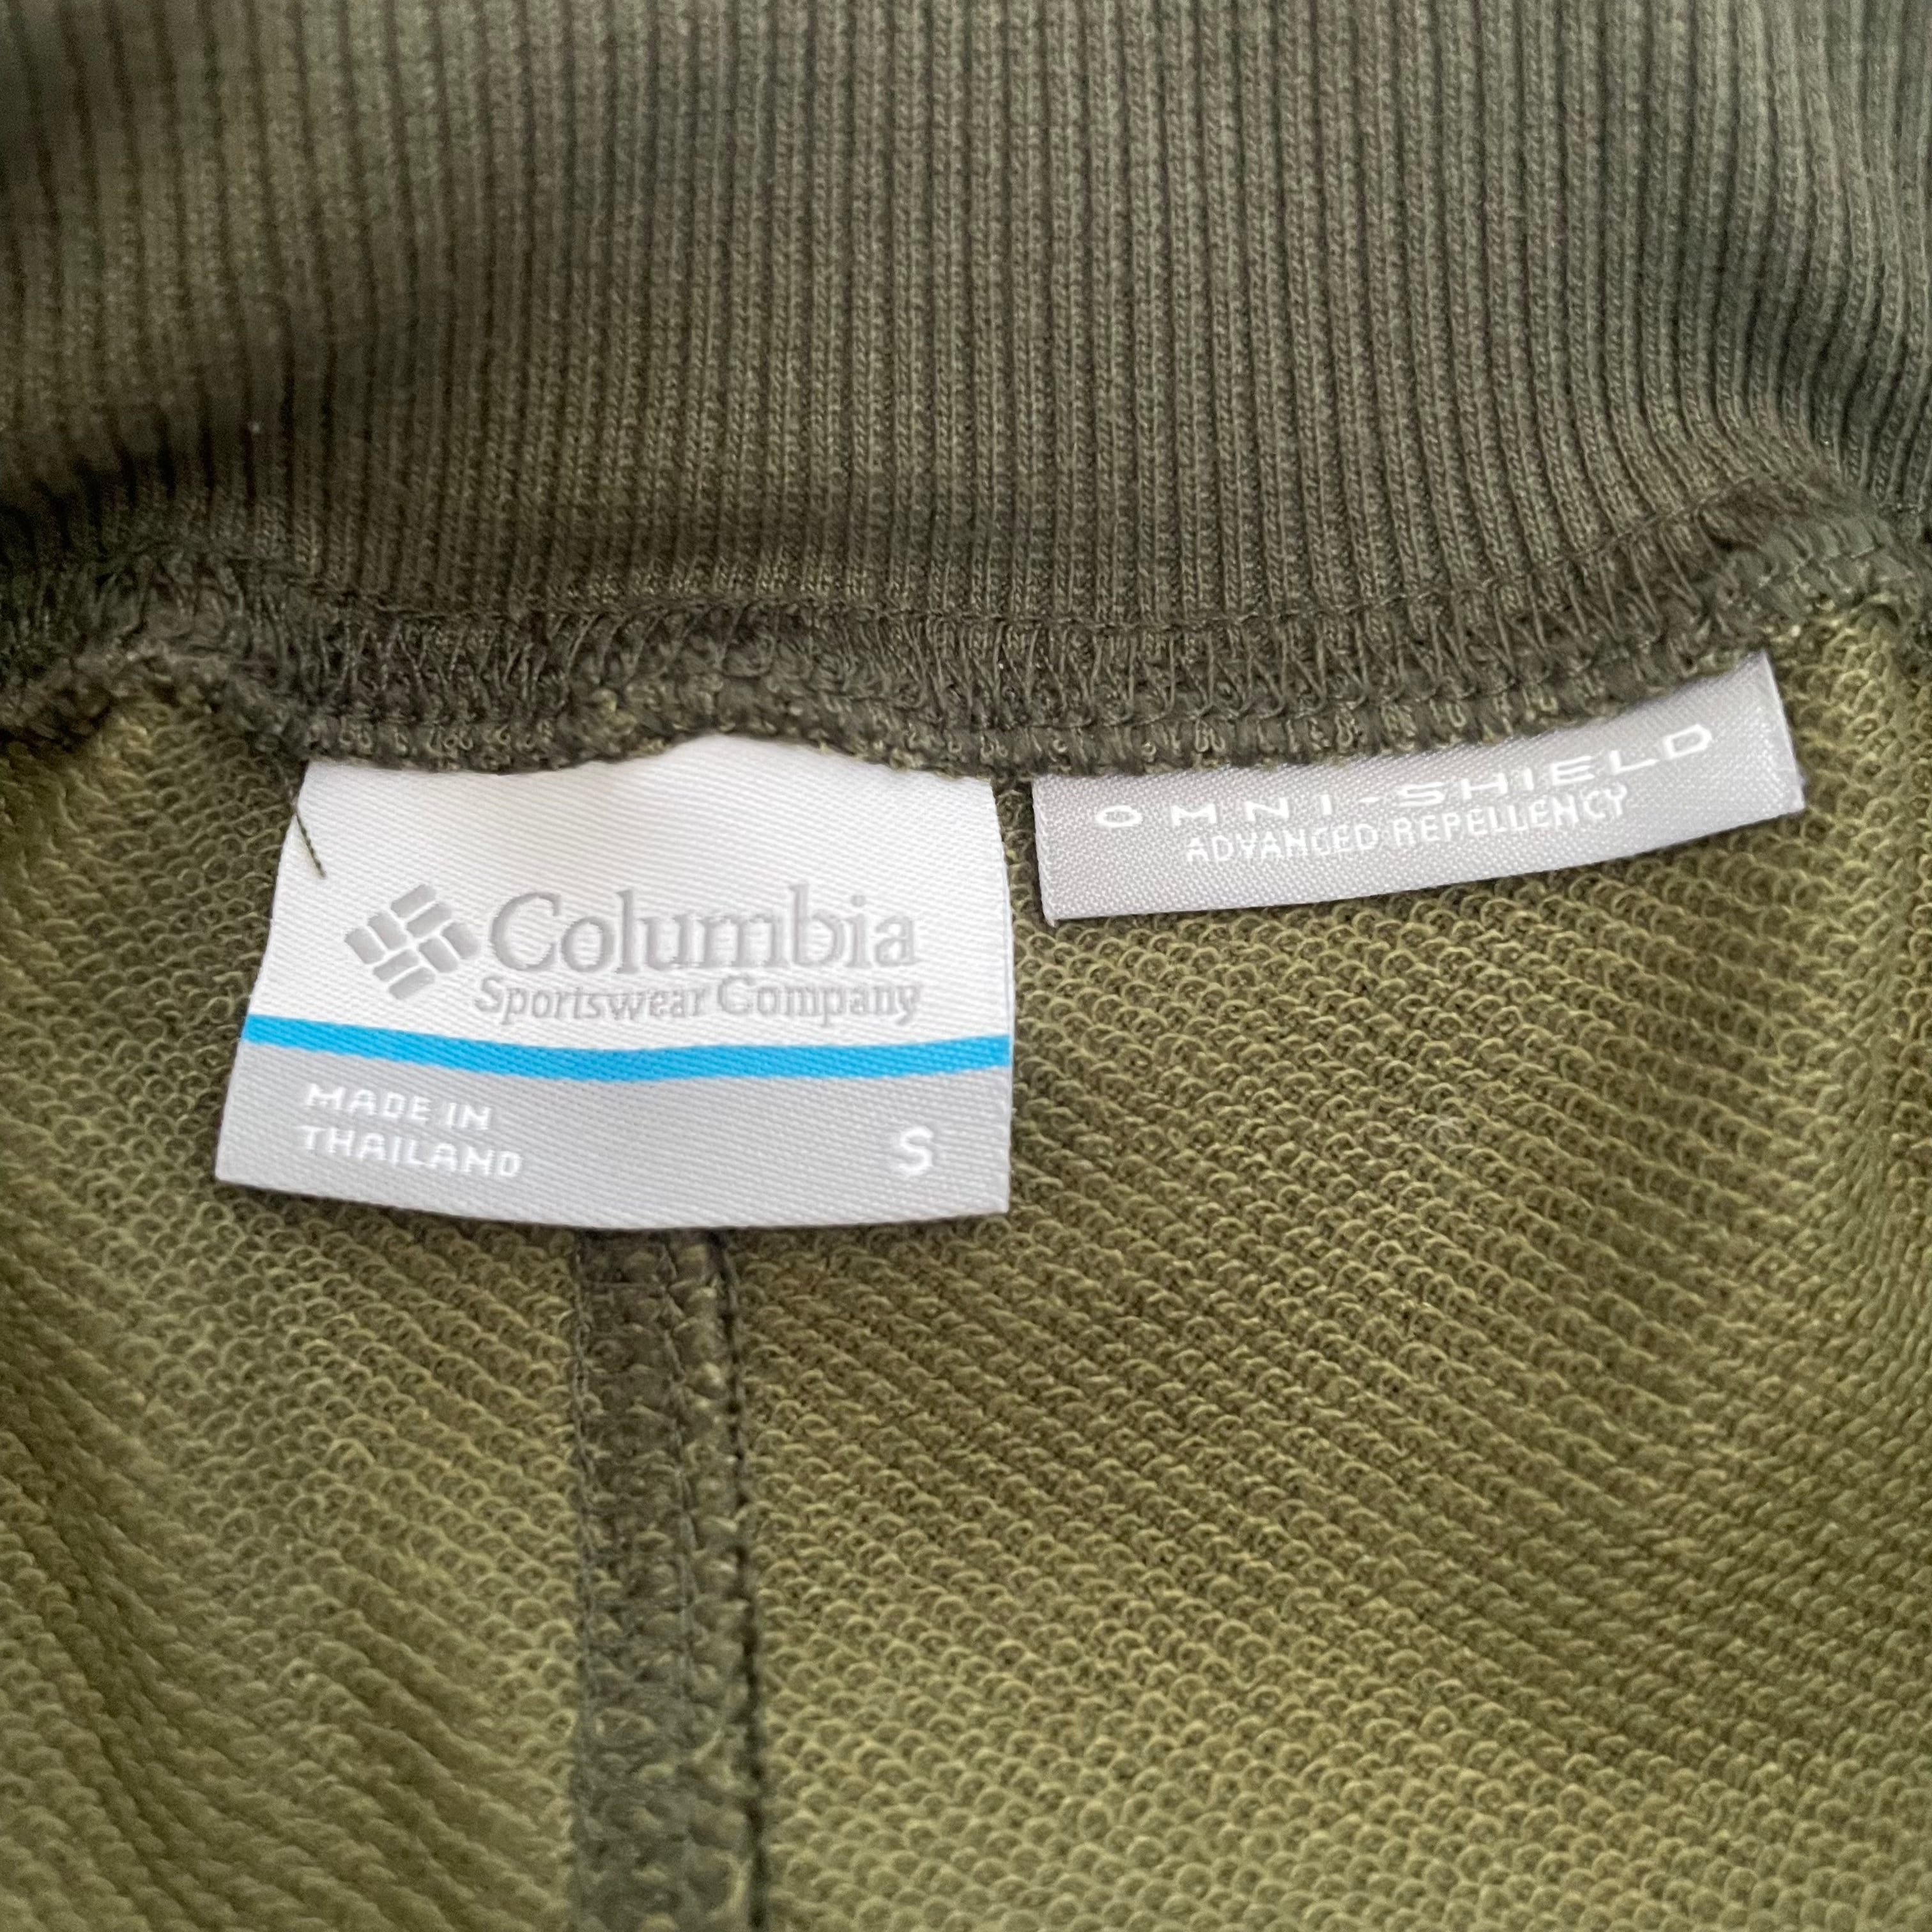 Columbia
Sportswear Company
MADE IN
THAILAND
S
OMNI-SHIELD
ADVANCED REPELLENCY